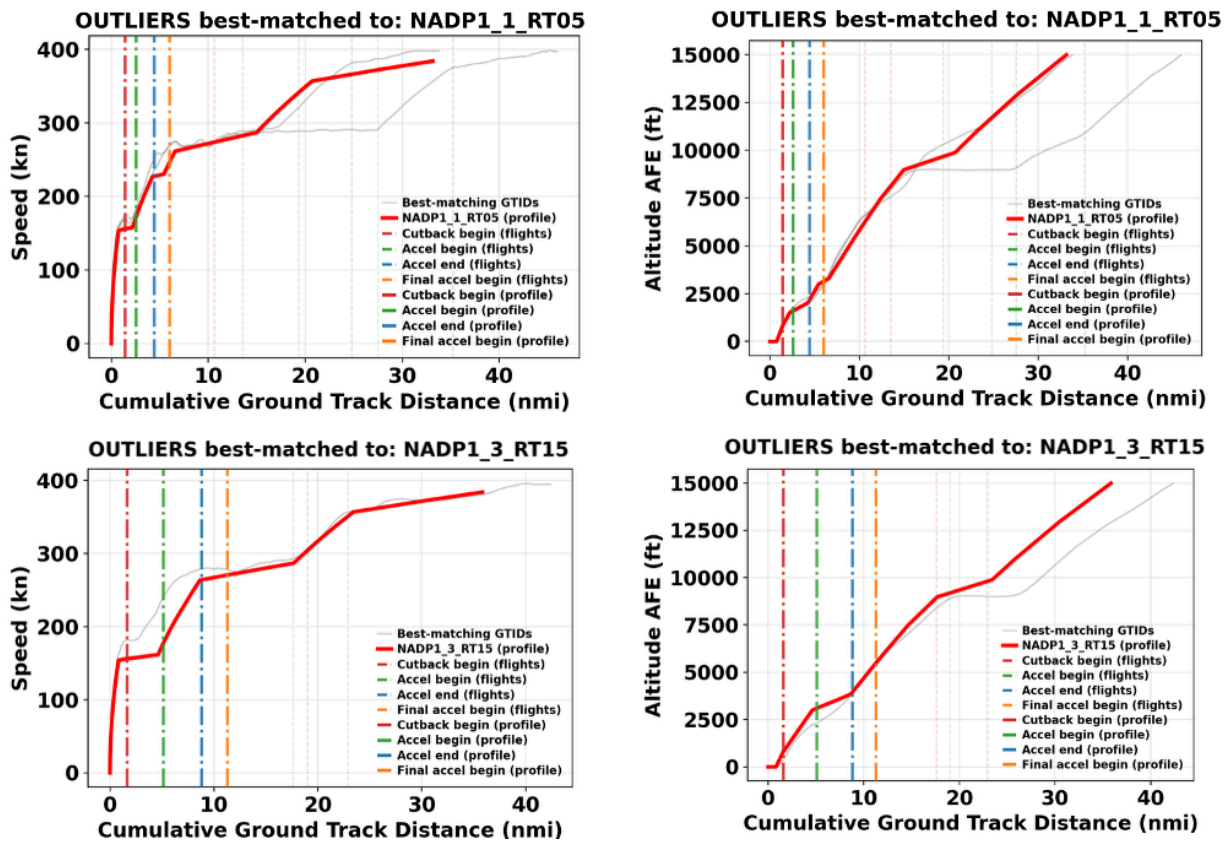 OUTLIERS best-matched to: NADP1_1_RT05
Speed (kn)
400
300
200
100
0
Best-matching GTIDs
NADP1_1_RT05 (profile)
Cutback begin (flights)
Accel begin (flights)
Accel end (flights)
Final accel begin (flights)
Cutback begin (profile)
Accel begin (profile)
Accel end (profile)
Final accel begin (profile)
0 10 20 30 40
Cumulative Ground Track Distance (nmi)
OUTLIERS best-matched to: NADP1_1_RT05
Altitude AFE (ft)
15000
12500
10000
7500
5000
2500
0
Best-matching GTIDs
NADP1_1_RT05 (profile)
Cutback begin (flights)
Accel begin (flights)
Accel end (flights)
Final accel begin (flights)
Cutback begin (profile)
Accel begin (profile)
Accel end (profile)
Final accel begin (profile)
0 10 20 30 40
Cumulative Ground Track Distance (nmi)
OUTLIERS best-matched to: NADP1_3_RT15
Speed (kn)
400
300
200
100
0
Best-matching GTIDs
NADP1_3_RT15 (profile)
Cutback begin (flights)
Accel begin (flights)
Accel end (flights)
Final accel begin (flights)
Cutback begin (profile)
Accel begin (profile)
Accel end (profile)
Final accel begin (profile)
0 10 20 30 40
Cumulative Ground Track Distance (nmi)
OUTLIERS best-matched to: NADP1_3_RT15
Altitude AFE (ft)
15000
12500
10000
7500
5000
2500
0
Best-matching GTIDs
NADP1_3_RT15 (profile)
Cutback begin (flights)
Accel begin (flights)
Accel end (flights)
Final accel begin (flights)
Cutback begin (profile)
Accel begin (profile)
Accel end (profile)
Final accel begin (profile)
0 10 20 30 40
Cumulative Ground Track Distance (nmi)